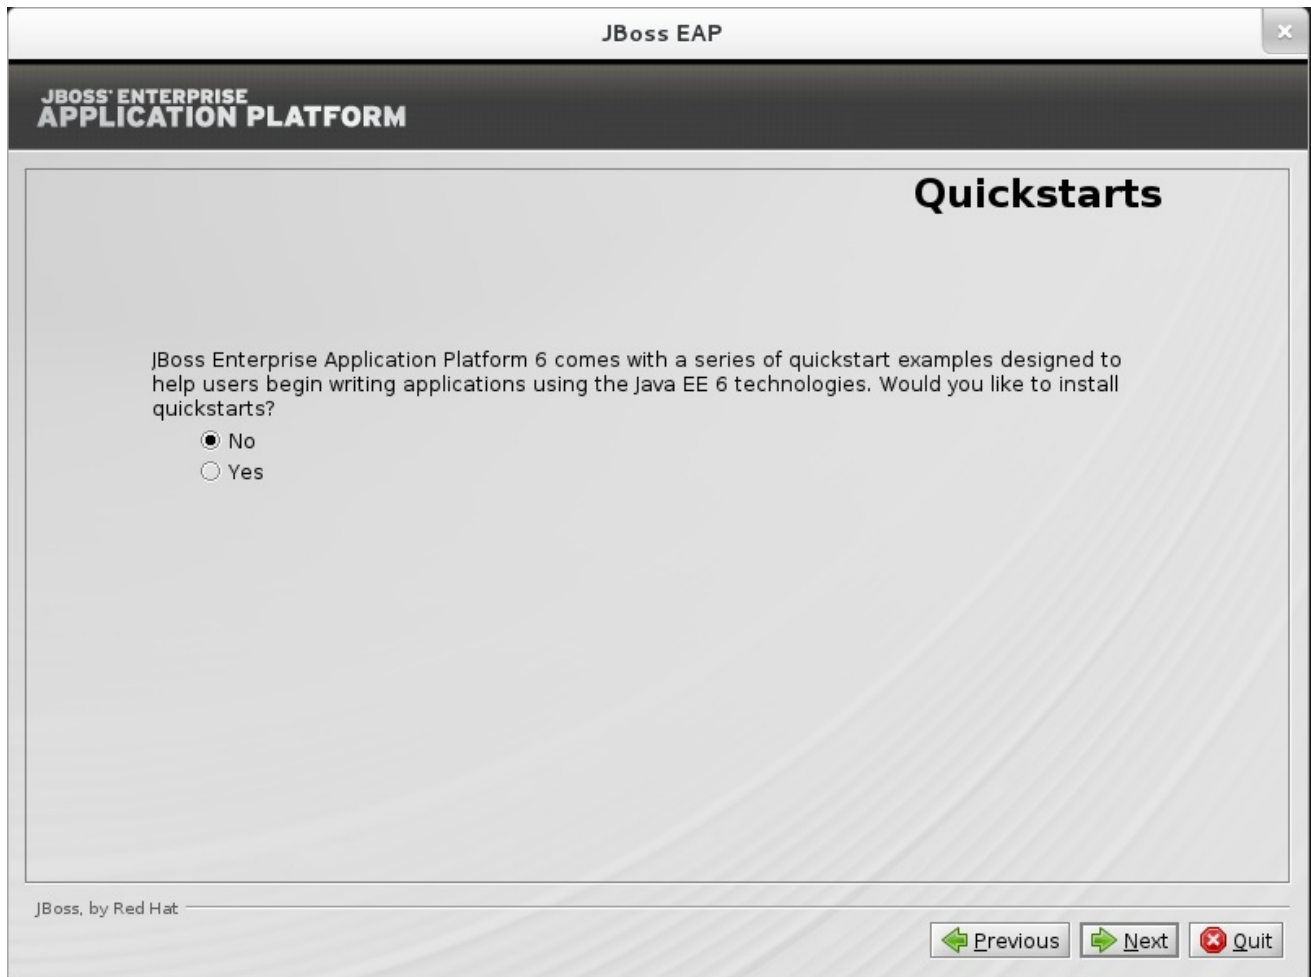 JBoss EAP
JBOSS' ENTERPRISE
APPLICATION PLATFORM
Quickstarts
JBoss Enterprise Application Platform 6 comes with a series of quickstart examples designed to
help users begin writing applications using the Java EE 6 technologies. Would you like to install
quickstarts?
No
Yes
JBoss, by Red Hat
Previous
Next
Quit